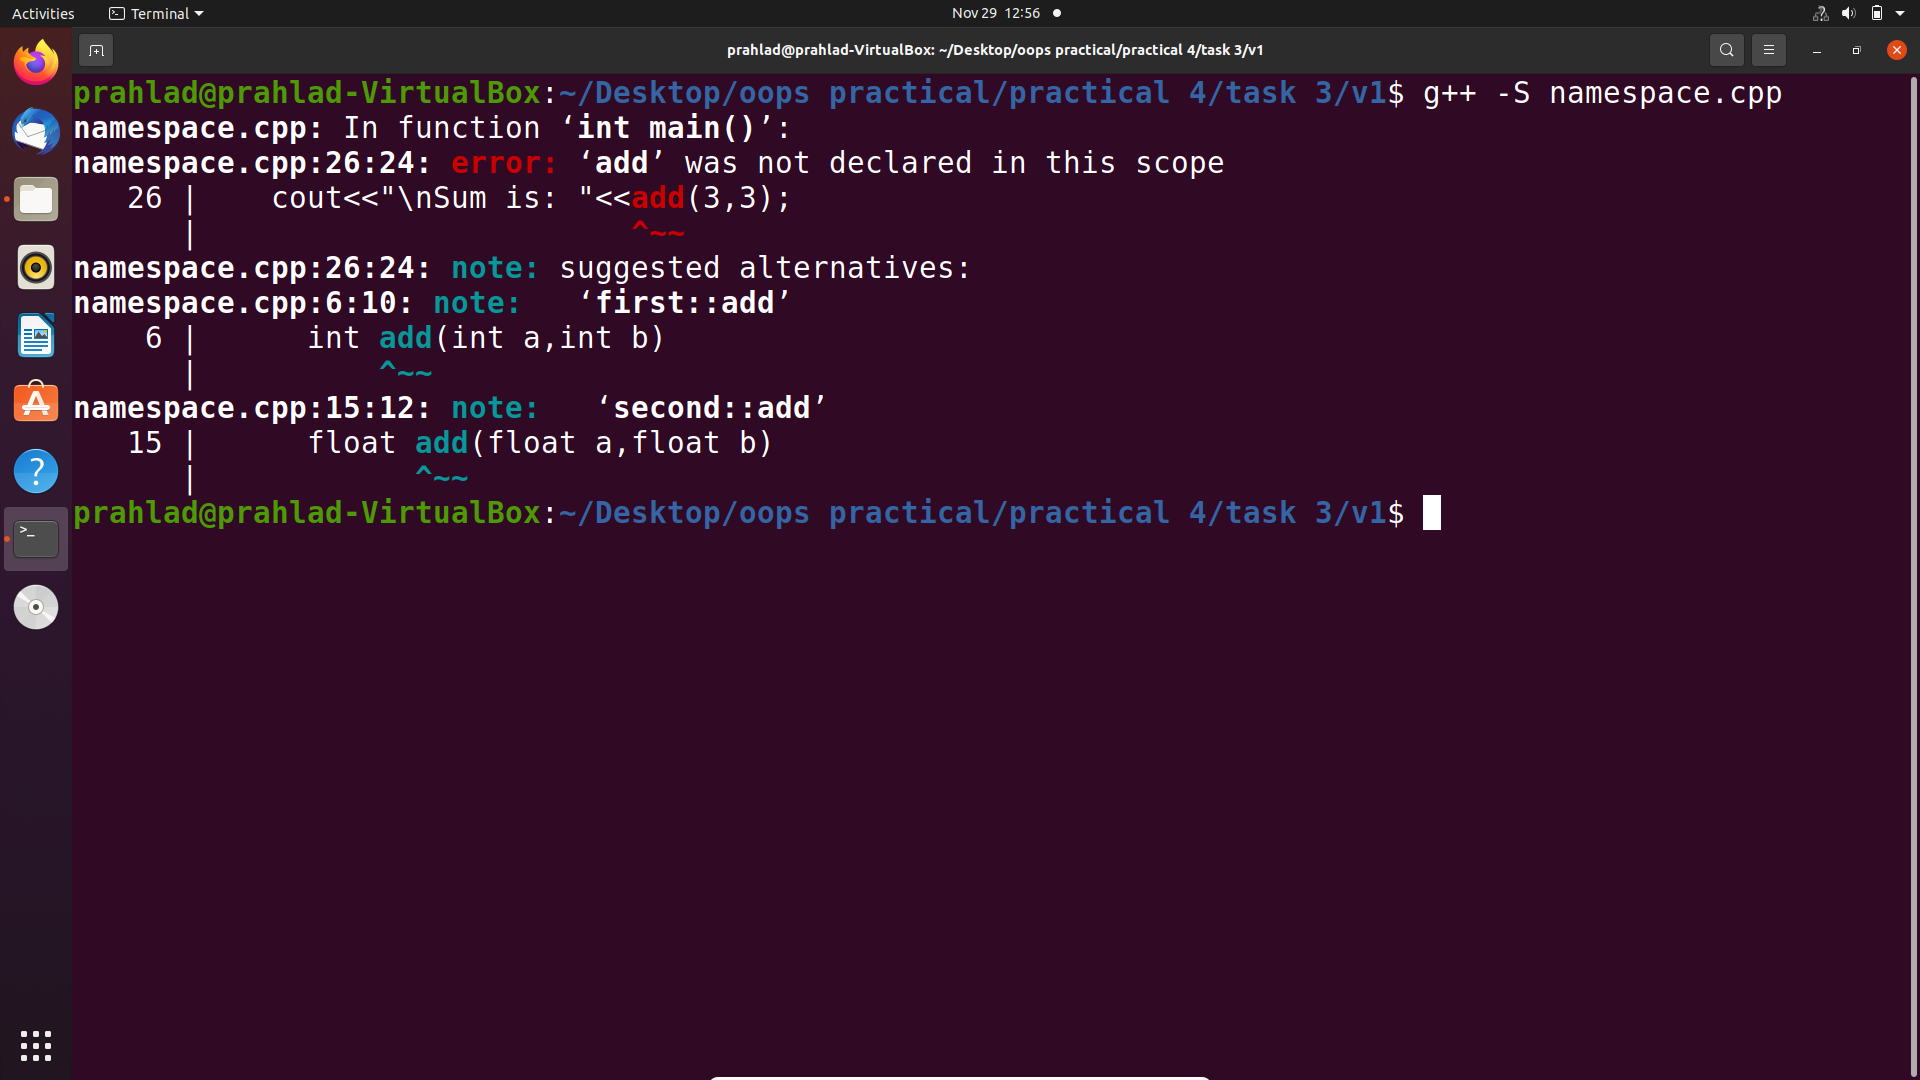 Activities Terminal Nov 29 12:56
prahlad@prahlad-VirtualBox: ~/Desktop/oops practical/practical 4/task 3/v1
prahlad@prahlad-VirtualBox:~/Desktop/oops practical/practical 4/task 3/v1$ g++ -S namespace.cpp
namespace.cpp: In function ‘int main()’:
namespace.cpp:26:24: error: ‘add’ was not declared in this scope
   26 |    cout<<"\nSum is: "<<add(3,3);
      |                        ^~~
namespace.cpp:26:24: note: suggested alternatives:
namespace.cpp:6:10: note:   ‘first::add’
    6 |      int add(int a,int b)
      |          ^~~
namespace.cpp:15:12: note:   ‘second::add’
   15 |      float add(float a,float b)
      |            ^~~
prahlad@prahlad-VirtualBox:~/Desktop/oops practical/practical 4/task 3/v1$